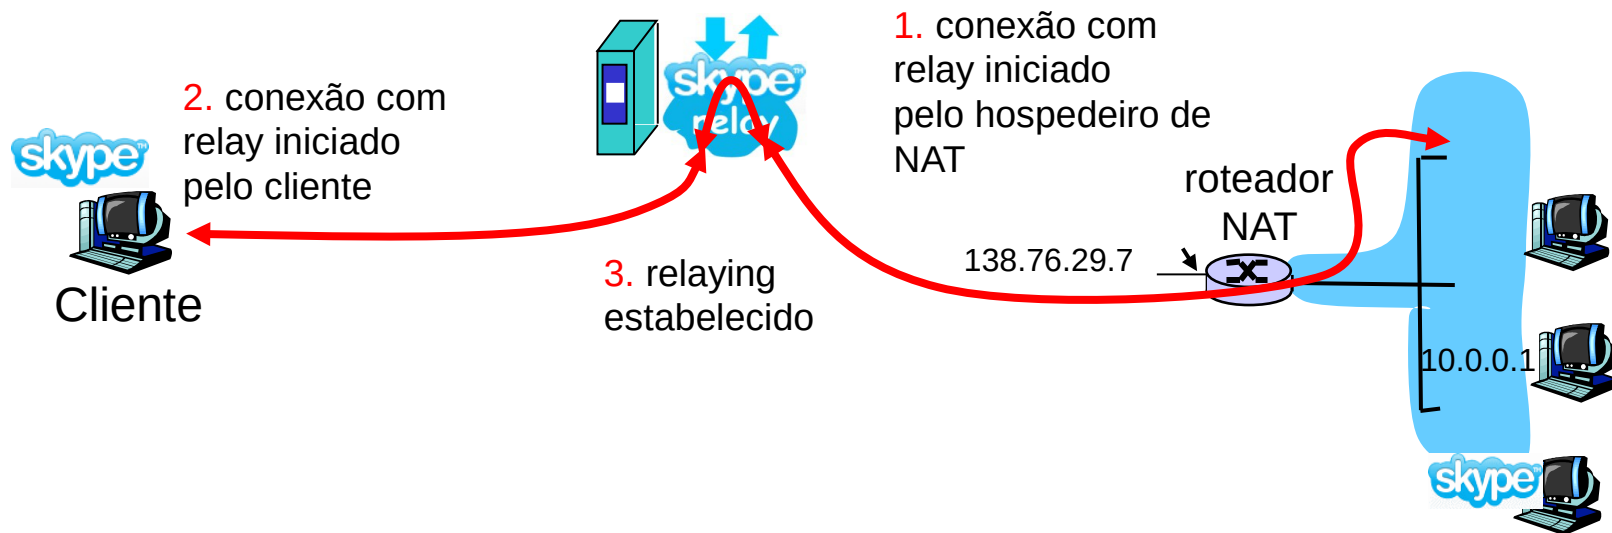 1. conexão com
relay iniciado
pelo hospedeiro de
NAT
2. conexão com
relay iniciado
pelo cliente
skype
Cliente
skype
relay
3. relaying
estabelecido
roteador
NAT
138.76.29.7
10.0.0.1
skype